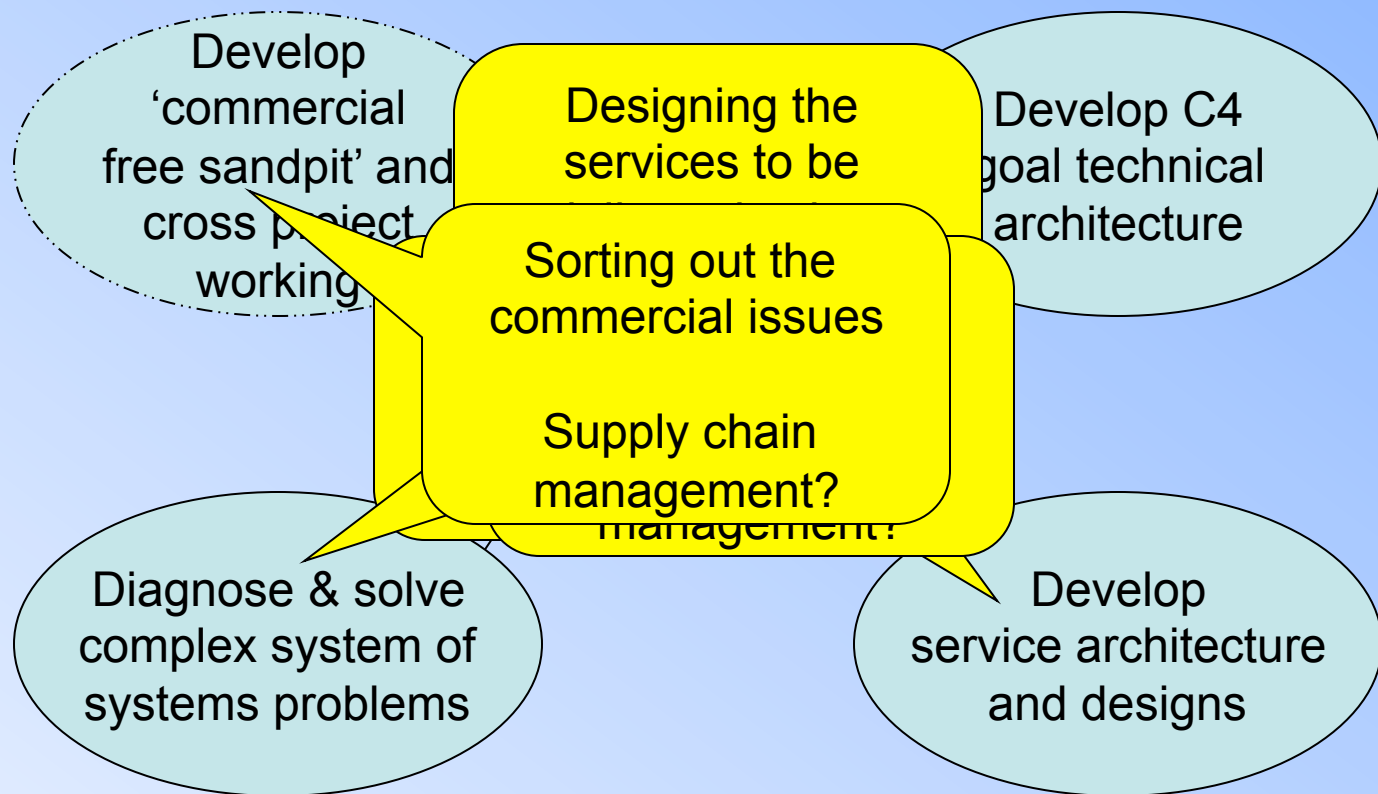 Develop
‘commercial
free sandpit’ and
cross project
working
Designing the
services to be
Develop C4
goal technical
architecture
Sorting out the
commercial issues
Supply chain
management?
management?
Diagnose & solve
complex system of
systems problems
Develop
service architecture
and designs